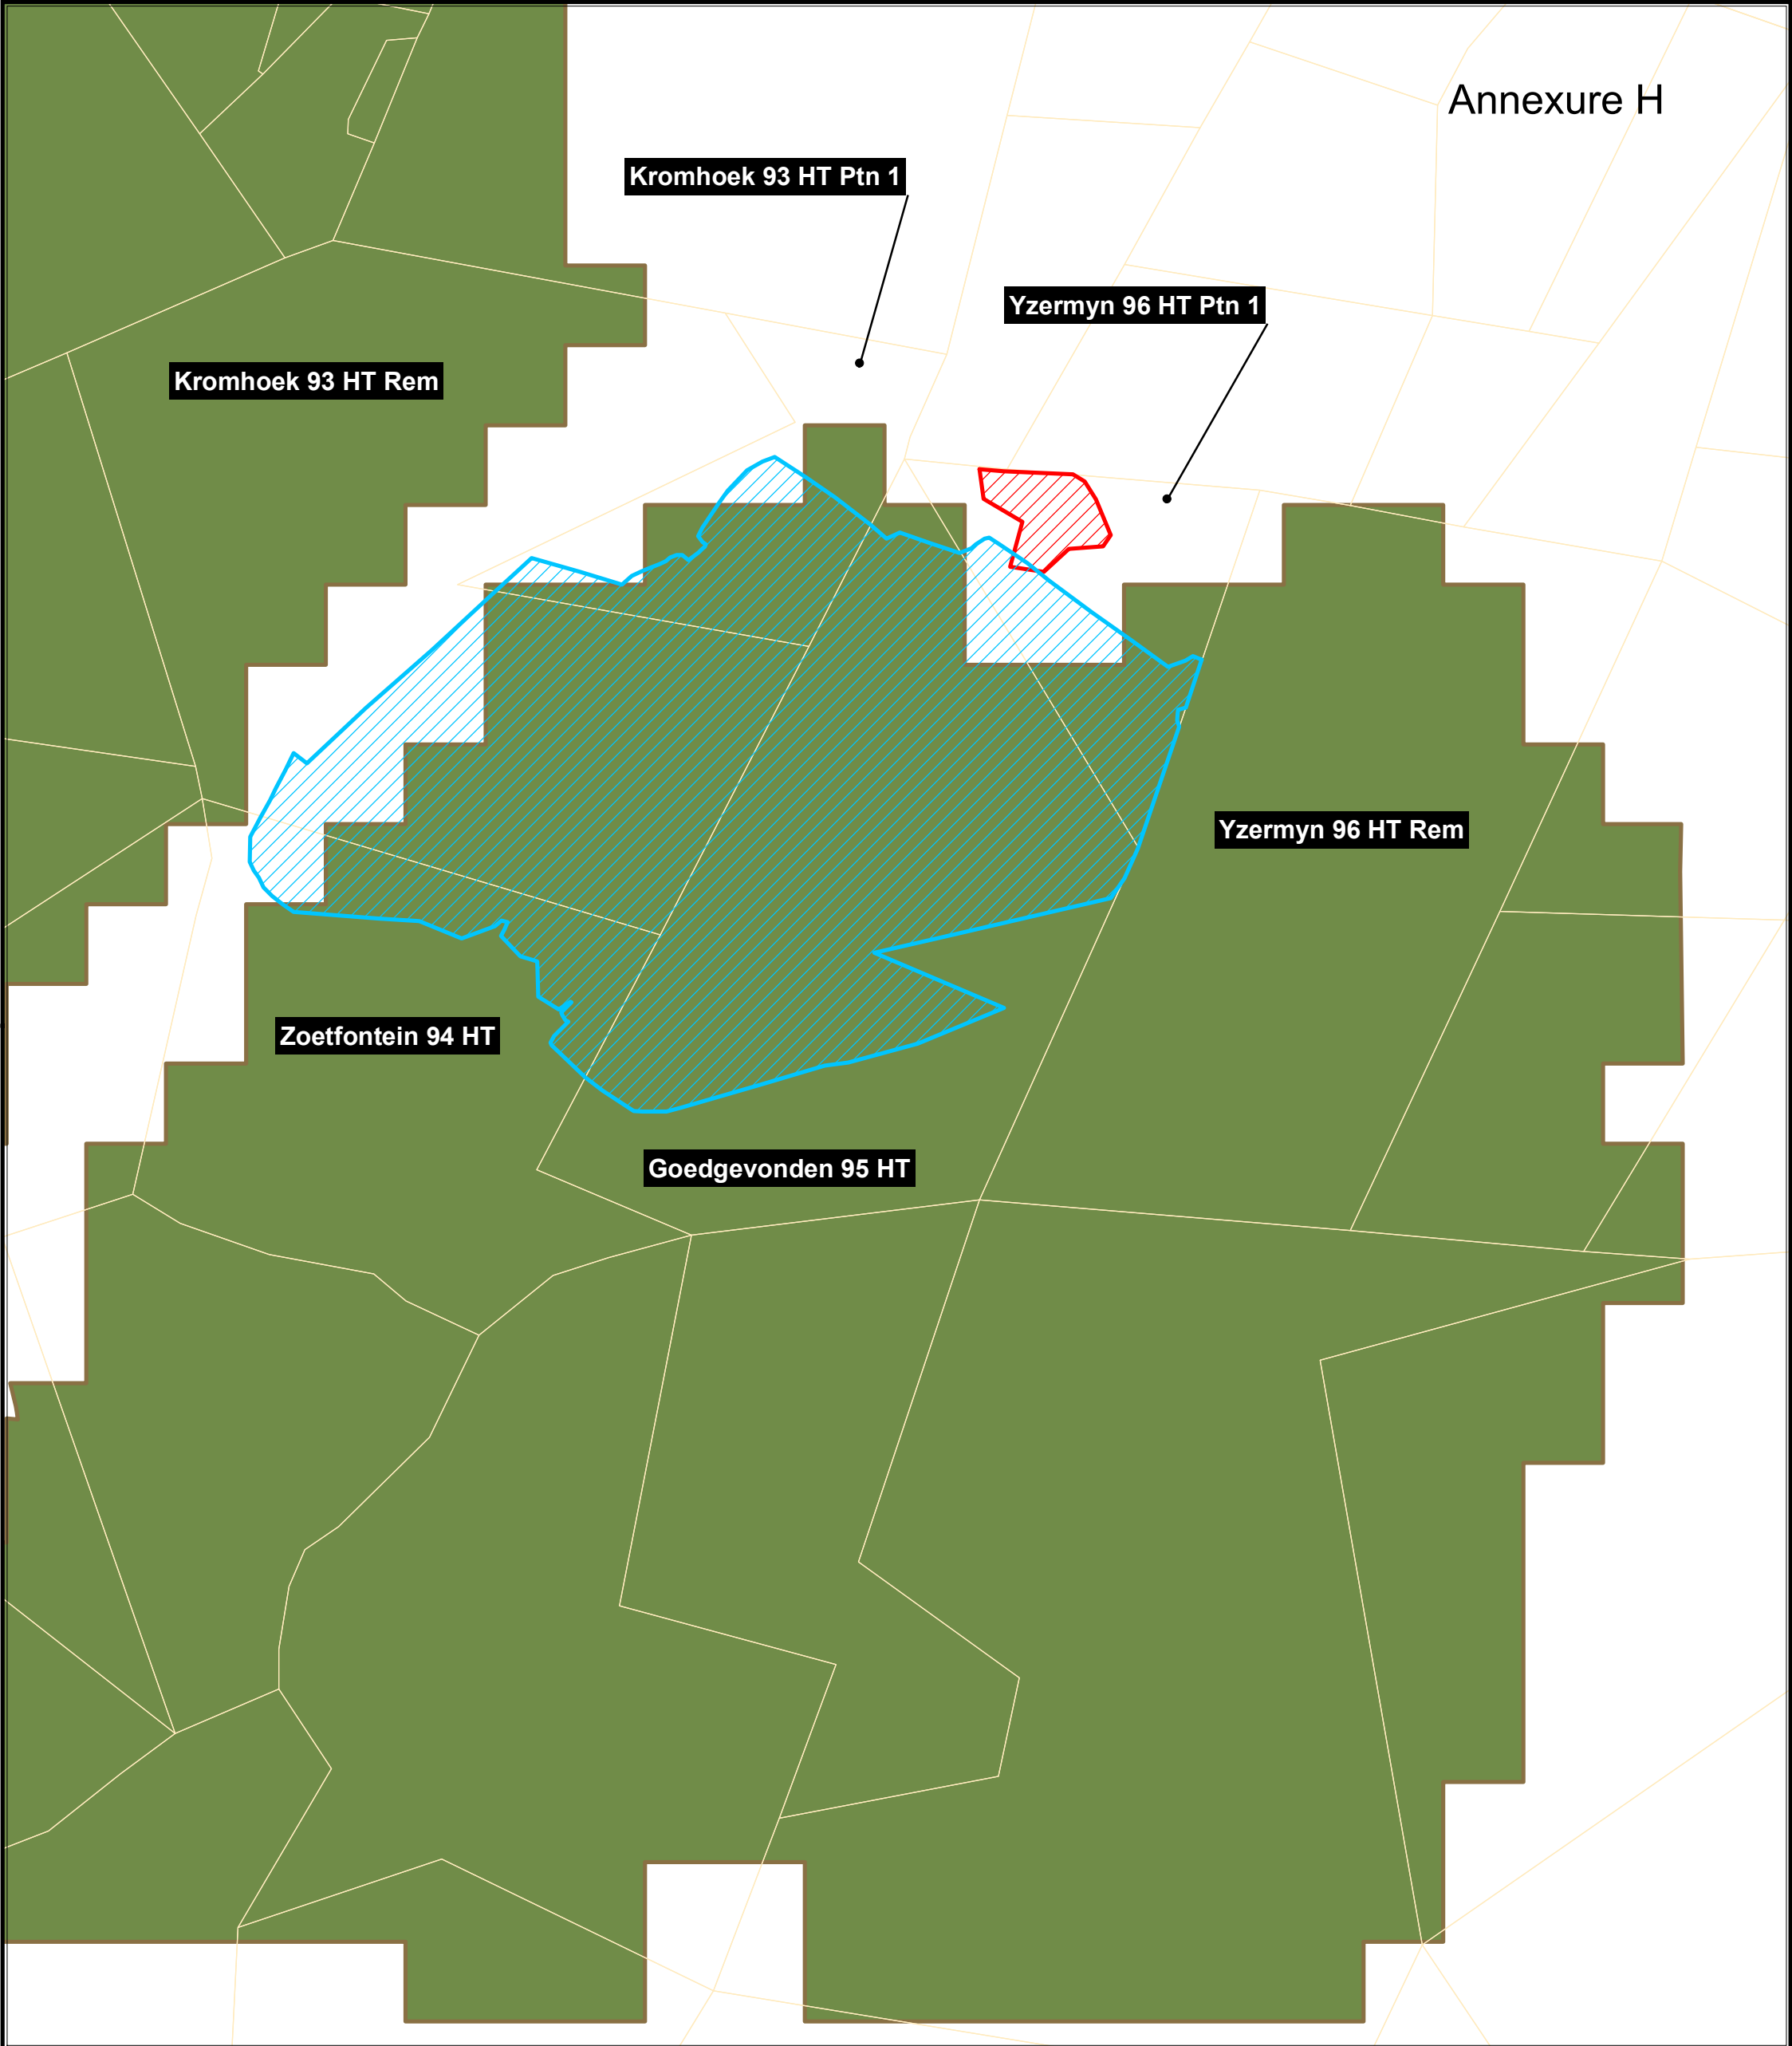 Annexure H
Kromhoek 93 HT Ptn 1
Yzermyn 96 HT Ptn 1
Kromhoek 93 HT Rem
Yzermyn 96 HT Rem
Zoetfontein 94 HT
Goedgevonden 95 HT